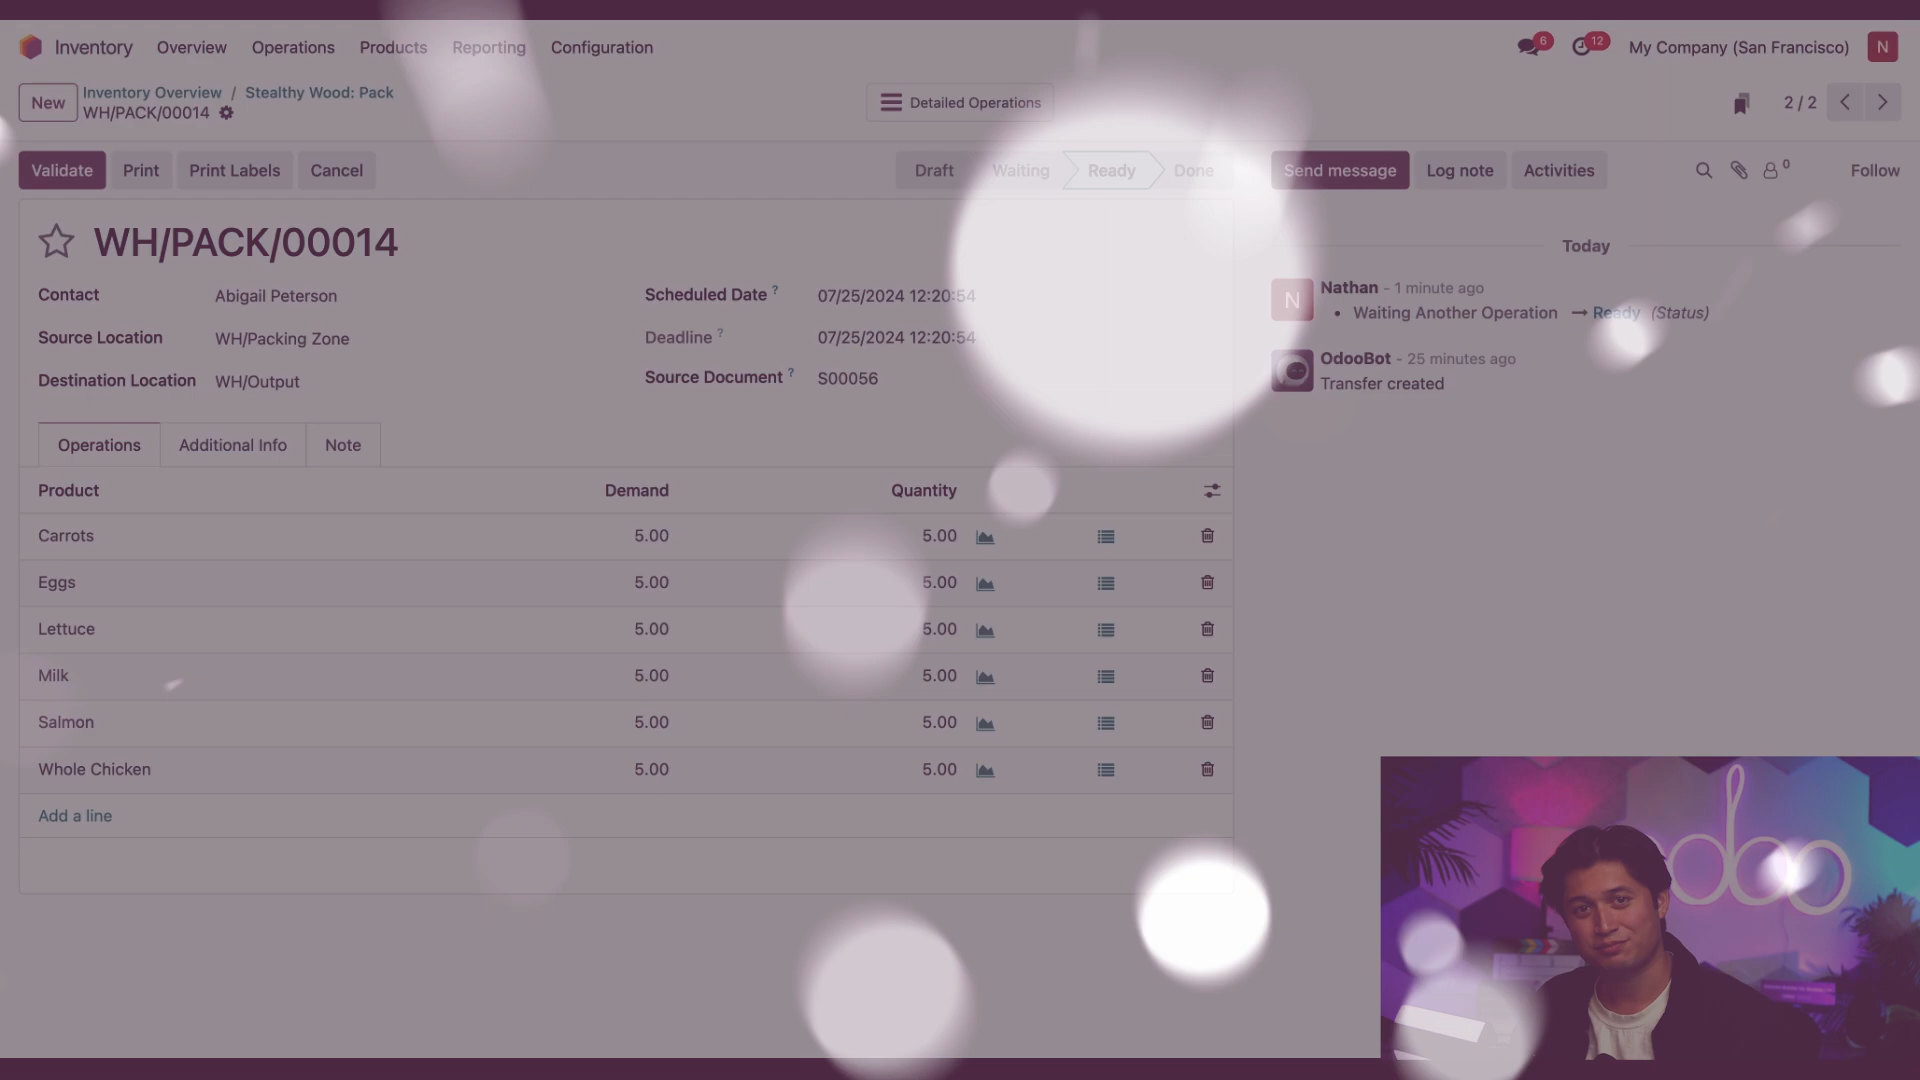 Inventory Overview Operations Products Reporting Configuration 6 12 My Company (San Francisco) N
New Inventory Overview / Stealthy Wood: Pack
WH/PACK/00014
Detailed Operations
2 / 2
Validate Print Print Labels Cancel Draft Waiting Ready Done Send message Log note Activities 0 Follow
WH/PACK/00014
Contact Abigail Peterson
Source Location WH/Packing Zone
Destination Location WH/Output
Scheduled Date ? 07/25/2024 12:20:54
Deadline ? 07/25/2024 12:20:54
Source Document ? S00056
Operations Additional Info Note
Product Demand Quantity
Carrots 5.00 5.00
Eggs 5.00 5.00
Lettuce 5.00 5.00
Milk 5.00 5.00
Salmon 5.00 5.00
Whole Chicken 5.00 5.00
Add a line
Today
N Nathan - 1 minute ago
• Waiting Another Operation → Ready (Status)
OdooBot - 25 minutes ago
Transfer created
odoo